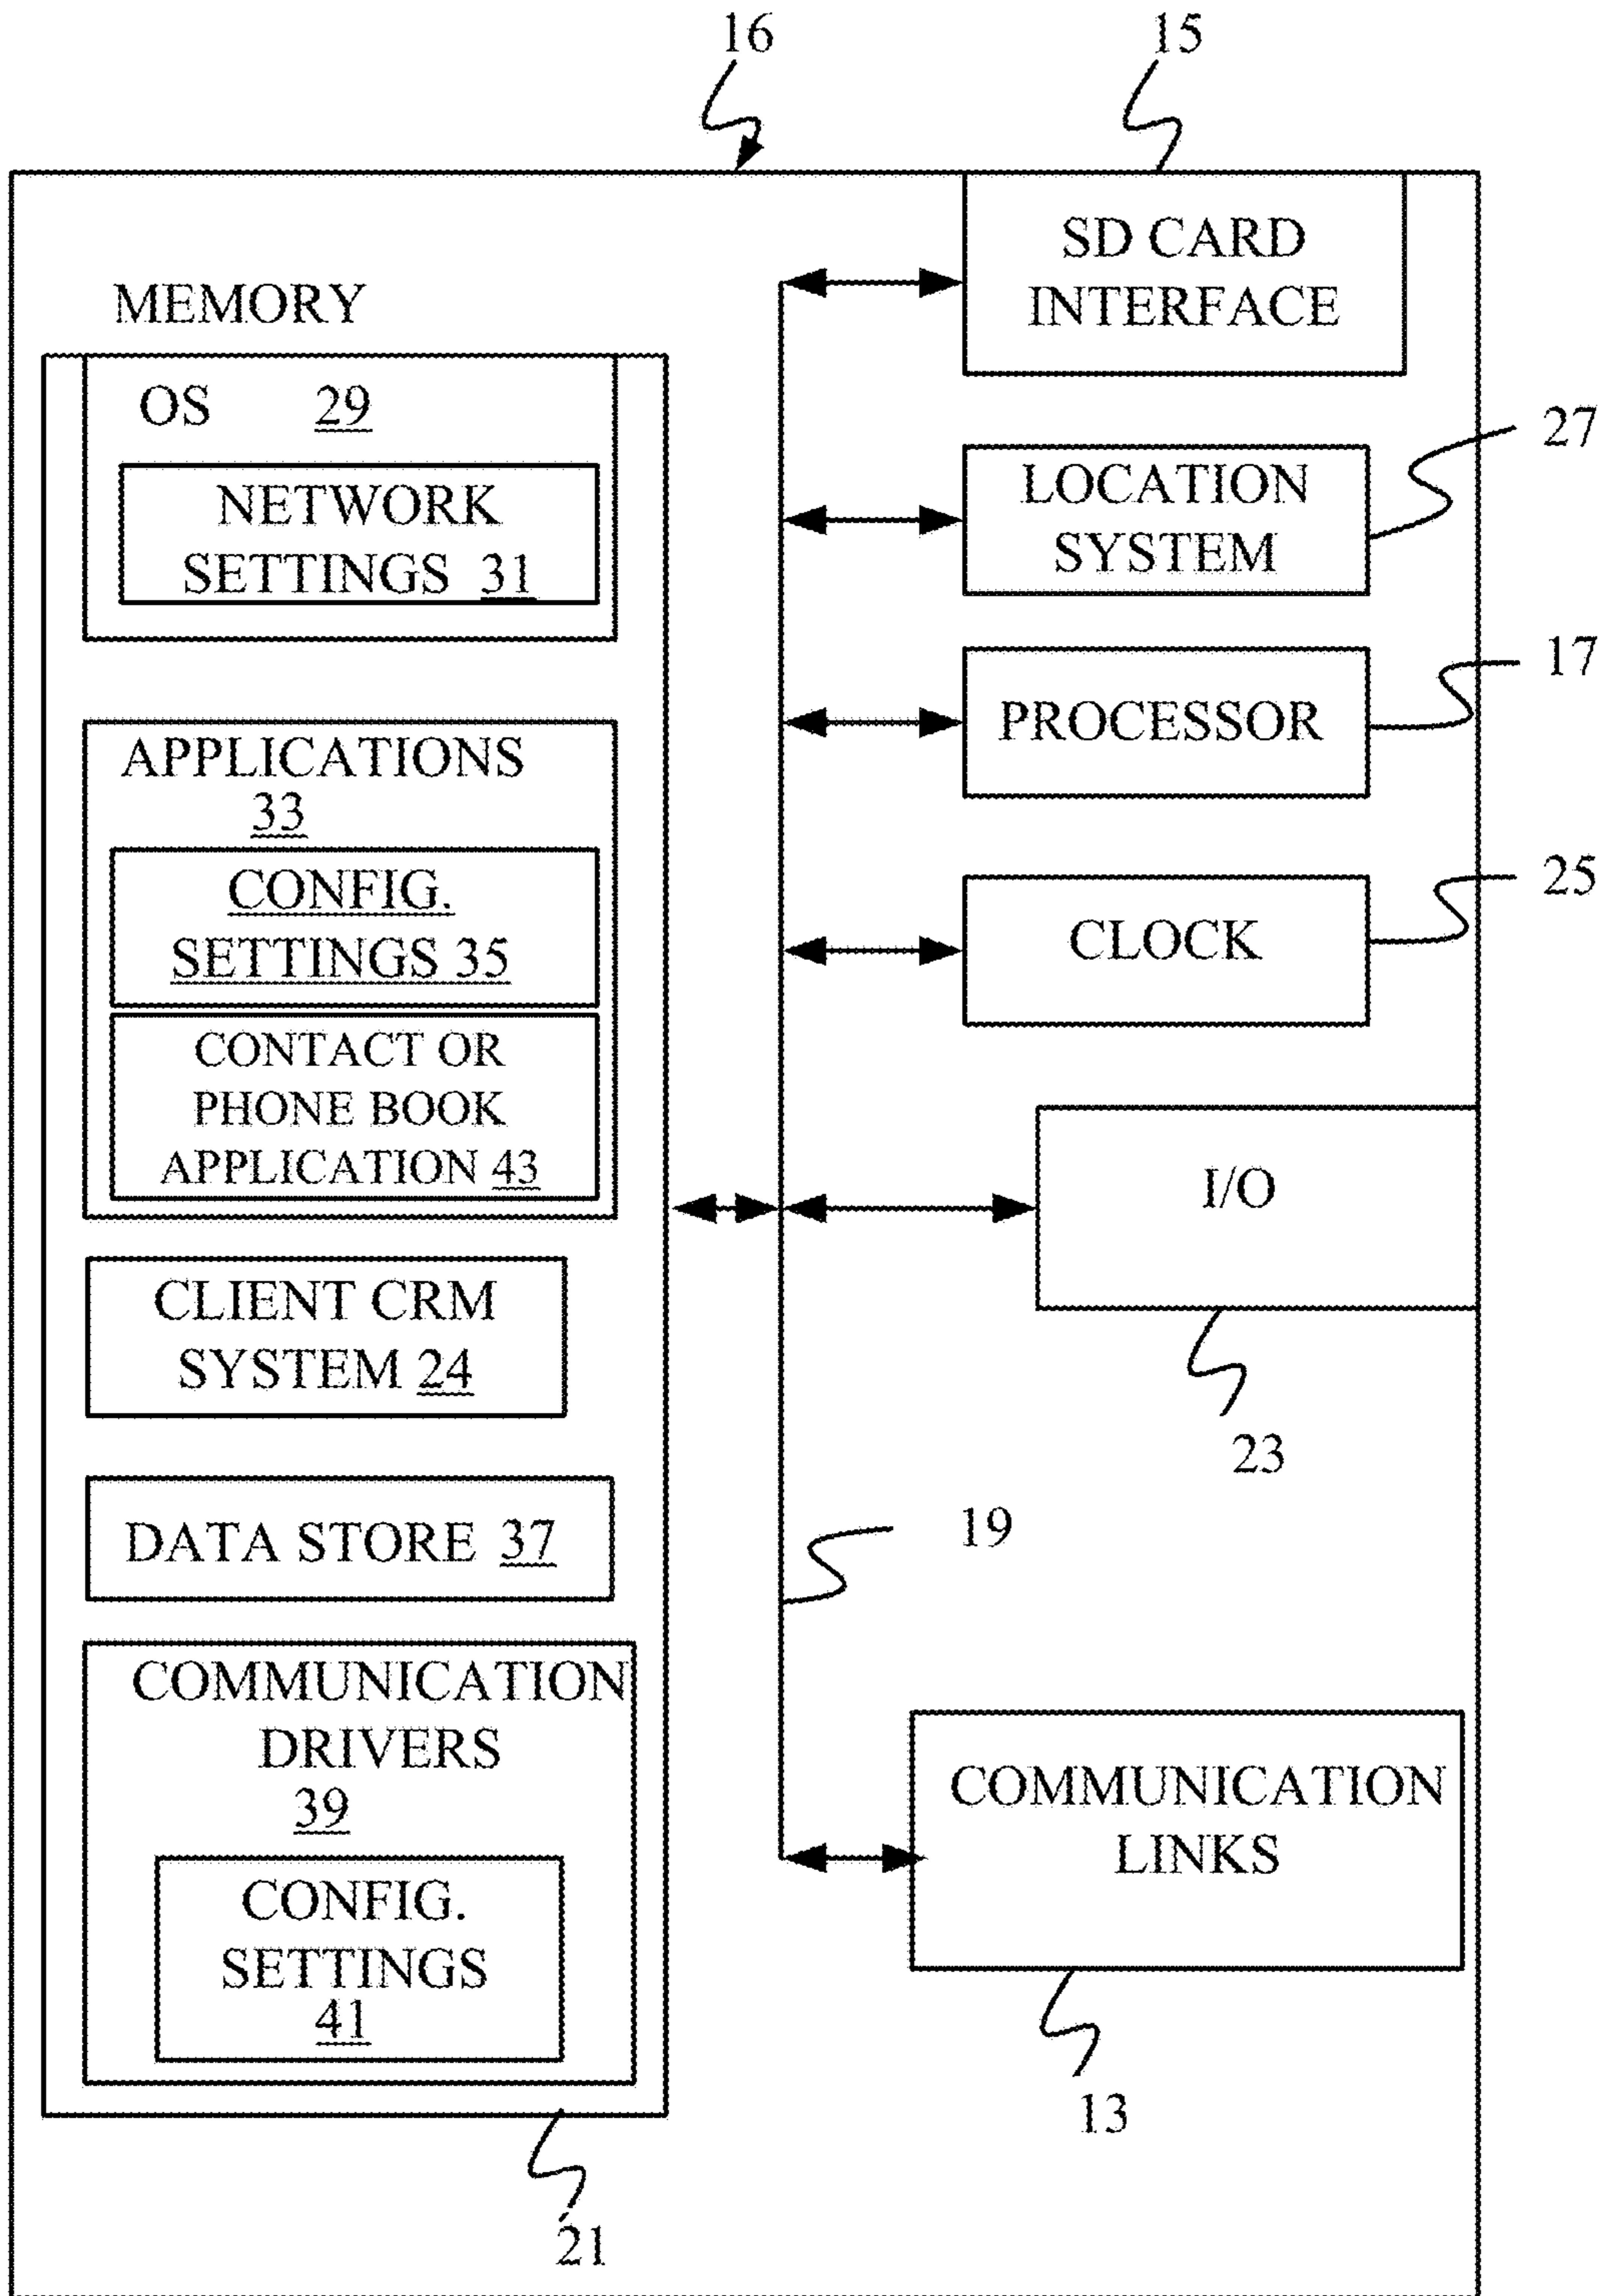 16
15
SD CARD
INTERFACE
MEMORY
OS 29
NETWORK
SETTINGS 31
27
LOCATION
SYSTEM
17
PROCESSOR
APPLICATIONS
33
CONFIG.
SETTINGS 35
25
CLOCK
CONTACT OR
PHONE BOOK
APPLICATION 43
I/O
23
CLIENT CRM
SYSTEM 24
DATA STORE 37
19
COMMUNICATION
DRIVERS
39
CONFIG.
SETTINGS
41
COMMUNICATION
LINKS
13
21